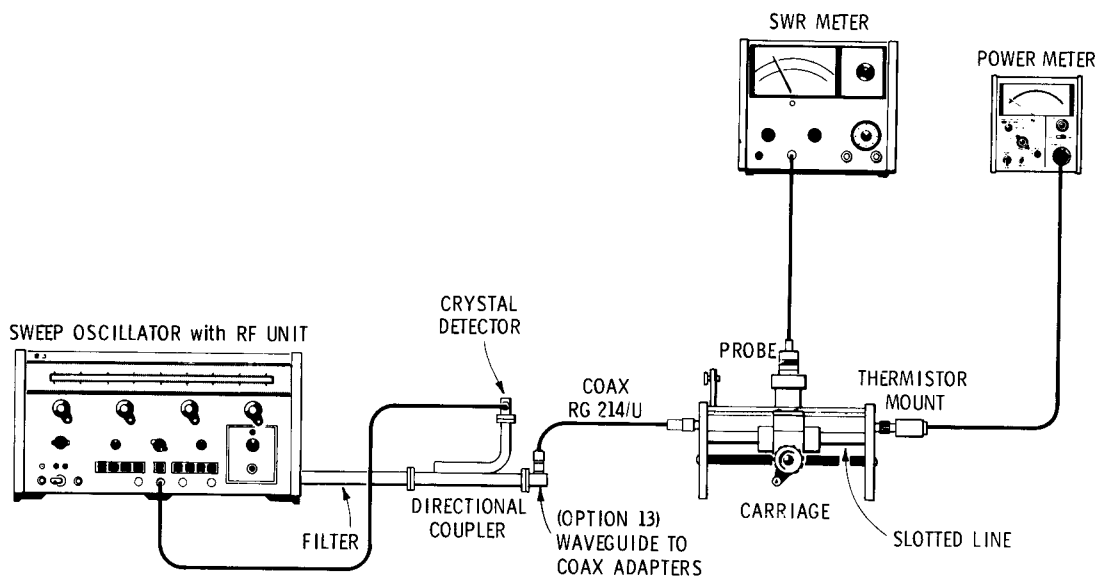 SWR METER
POWER METER
CRYSTAL
DETECTOR
SWEEP OSCILLATOR with RF UNIT
PROBE
COAX
RG 214/U
THERMISTOR
MOUNT
DIRECTIONAL
COUPLER
FILTER
(OPTION 13)
WAVEGUIDE TO
COAX ADAPTERS
CARRIAGE
SLOTTED LINE